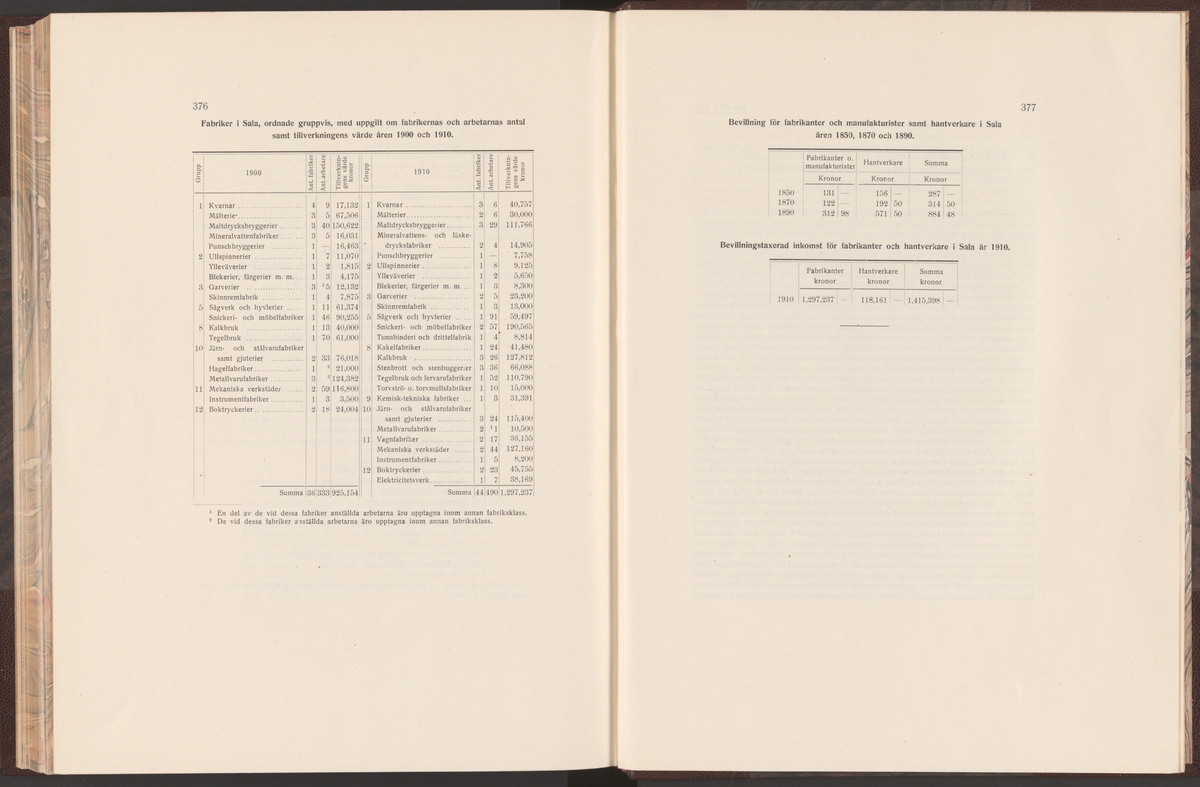 376
Fabriker i Sala, ordnade gruppvis, med uppgift om fabrikernas och arbetarnas antal
samt tillverkningens värde åren 1900 och 1910.
Grupp 1900 Ant. fabriker Ant. arbetare Tillverkningens värde kronor Grupp 1910 Ant. fabriker Ant. arbetare Tillverkningens värde kronor
1 Kvarnar 4 9 17,132 1 Kvarnar 3 6 40,757
Mälterier 3 5 67,506 Mälterier 2 6 30,000
Maltdrycksbryggerier 3 40 150,622 Maltdrycksbryggerier 3 29 111,766
Mineralvattenfabriker 3 5 16,031 Mineralvattens- och läske-
Punschbryggerier 1 — 16,463 drycksfabriker 2 4 14,905
2 Ullspinnerier 1 7 11,070 Punschbryggerier 1 — 7,758
Ylleväverier 1 2 1,815 2 Ullspinnerier 1 8 9,125
Blekerier, färgerier m. m. 1 3 4,175 Ylleväverier 1 2 5,650
3 Garverier 3 ¹5 12,132 Blekerier, färgerier m. m. 1 3 8,300
Skinnremfabrik 1 4 7,875 3 Garverier 2 5 23,200
5 Sågverk och hyvlerier 1 11 61,374 Skinnremfabrik 1 3 13,000
Snickeri- och möbelfabriker 1 46 90,255 5 Sågverk och hyvlerier 1 91 59,497
8 Kalkbruk 1 13 40,000 Snickeri- och möbelfabriker 2 57 190,565
Tegelbruk 1 70 61,000 Tunnbinderi och drittelfabrik 1 4 8,814
10 Järn- och stålvarufabriker 8 Kakelfabriker 1 24 41,480
samt gjuterier 2 33 76,018 Kalkbruk 3 26 127,812
Hagelfabriker 1 ² 21,000 Stenbrott och stenhuggerier 3 36 66,088
Metallvarufabriker 3 ² 124,382 Tegelbruk och lervarufabriker 1 52 110,790
11 Mekaniska verkstäder 2 59 116,800 Torvströ- o. torvmullsfabriker 1 10 15,000
Instrumentfabriker 1 3 3,500 9 Kemisk-tekniska fabriker 1 3 31,391
12 Boktryckerier 2 18 24,004 10 Järn- och stålvarufabriker
samt gjuterier 3 24 115,400
Metallvarufabriker 2 ¹1 10,500
11 Vagnfabriker 2 17 36,155
Mekaniska verkstäder 2 44 127,160
Instrumentfabriker 1 5 8,200
12 Boktryckerier 2 23 45,755
Elektricitetsverk 1 7 38,169
Summa 36 333 925,154 Summa 44 490 1,297,237
¹ En del av de vid dessa fabriker anställda arbetarna äro upptagna inom annan fabriksklass.
² De vid dessa fabriker anställda arbetarna äro upptagna inom annan fabriksklass.
377
Bevillning för fabrikanter och manufakturister samt hantverkare i Sala
åren 1850, 1870 och 1890.
Fabrikanter o. manufakturister Hantverkare Summa
Kronor Kronor Kronor
1850 131 — 156 — 287 —
1870 122 — 192 50 314 50
1890 312 98 571 50 884 48
Bevillningstaxerad inkomst för fabrikanter och hantverkare i Sala år 1910.
Fabrikanter Hantverkare Summa
kronor kronor kronor
1910 1,297,237 — 118,161 — 1,415,398 —